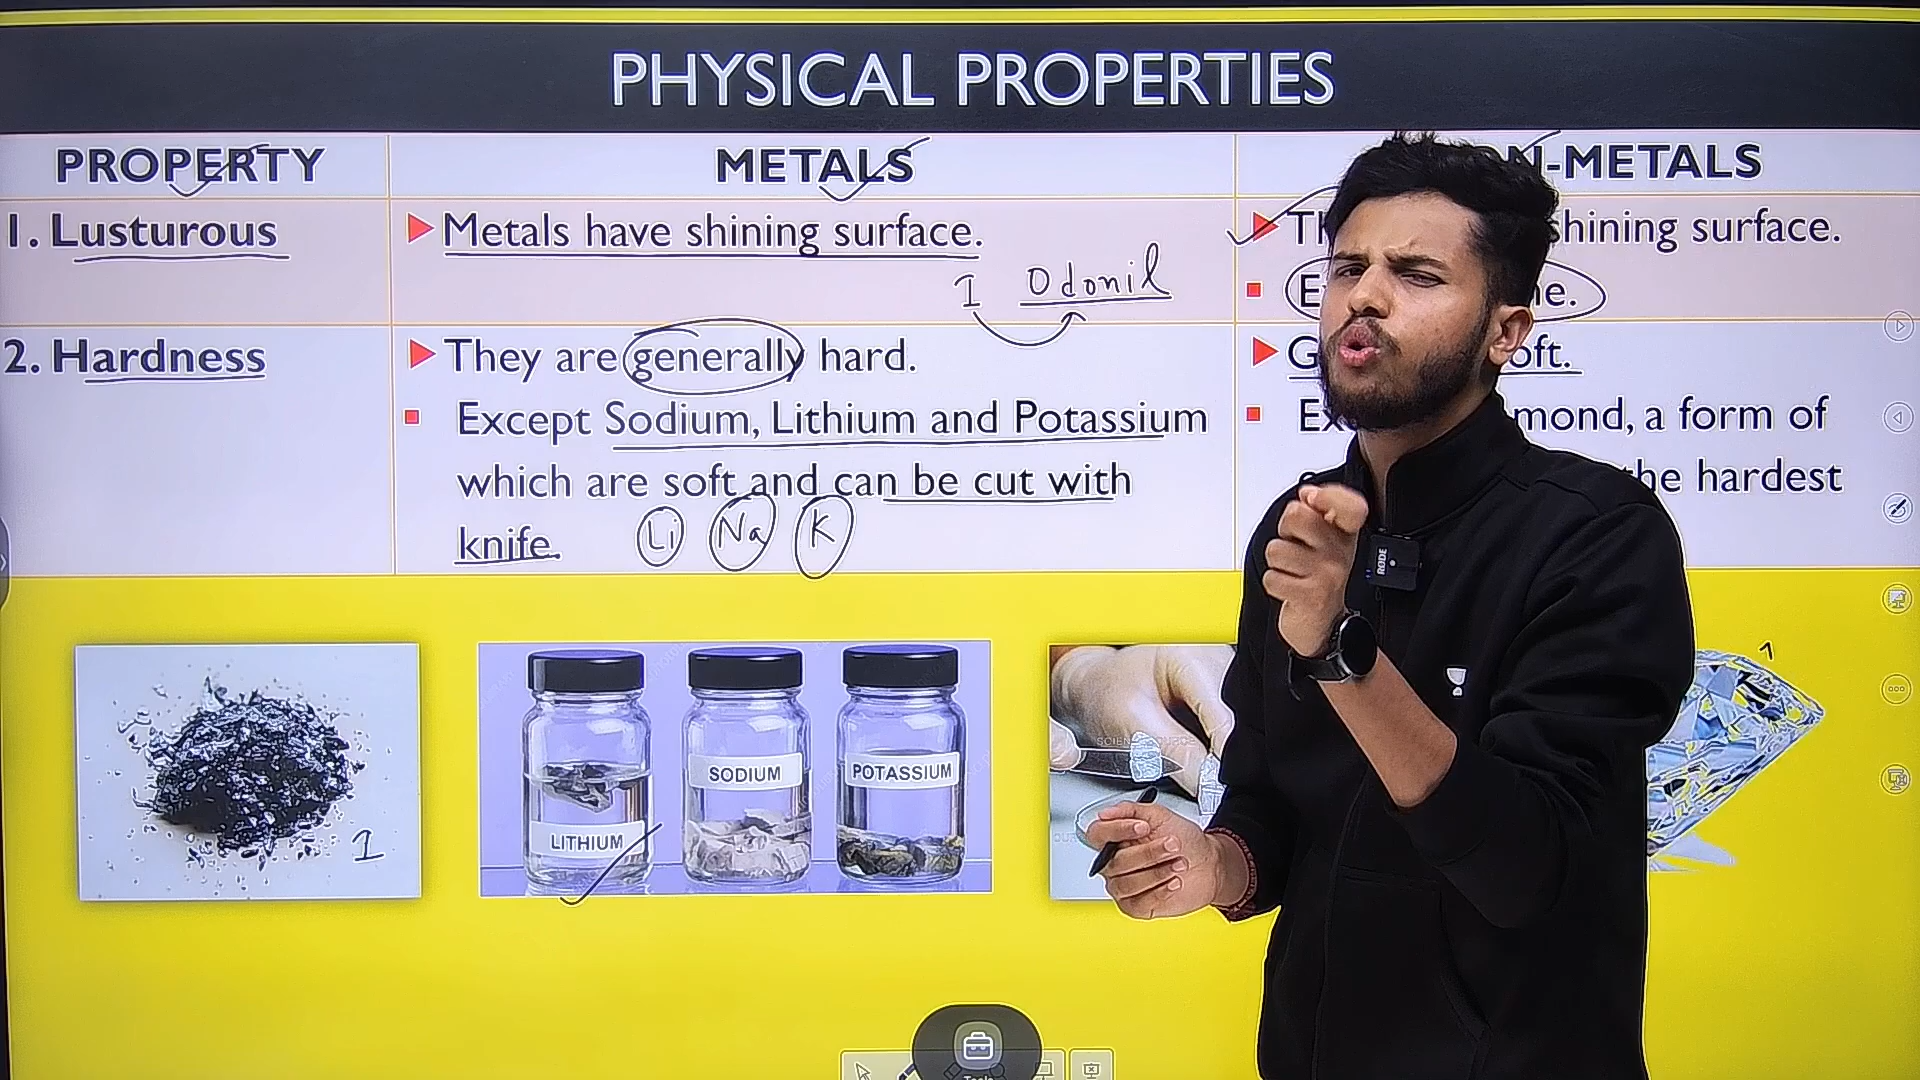 PHYSICAL PROPERTIES
PROPERTY METALS N-METALS
1. Lusturous Metals have shining surface. shining surface.
I Odonil
2. Hardness They are generally hard. oft.
Except Sodium, Lithium and Potassium mond, a form of
which are soft and can be cut with the hardest
knife. Li Na K
SODIUM POTASSIUM
LITHIUM
I
RODE